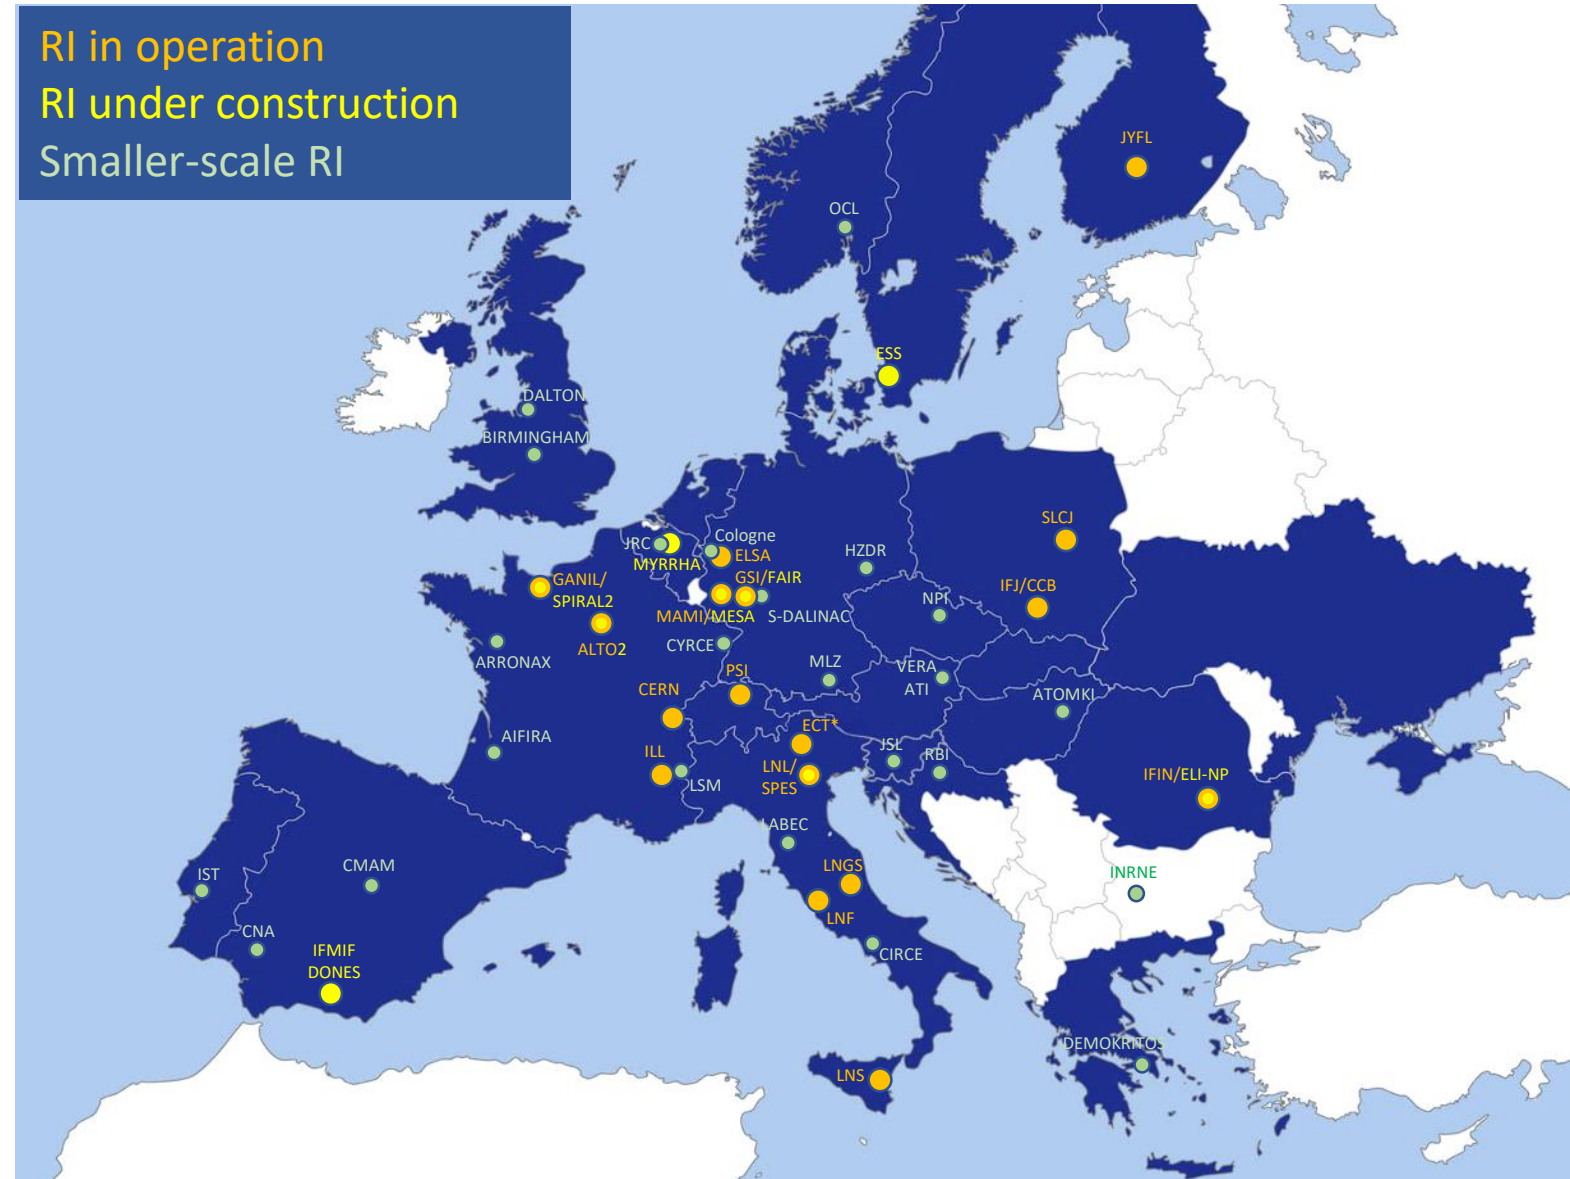 RI in operation
RI under construction
Smaller-scale RI
JYFL
OCL
ESS
DALTON
BIRMINGHAM
SLCJ
JRC
MYRRHA
Cologne
ELSA
HZDR
GANIL/
SPIRAL2
GSI/FAIR
MAMI/MESA
S-DALINAC
NPI
IFJ/CCB
ALTO2
ARRONAX
CYRCE
PSI
MLZ
VERA
ATI
CERN
ATOMKI
AIFIRA
ILL
LSM
ECT*
LNL/
SPES
JSL
RBI
IFIN/ELI-NP
LABEC
IST
CMAM
LNGS
LNF
INRNE
CNA
IFMIF
DONES
CIRCE
DEMOKRITOS
LNS